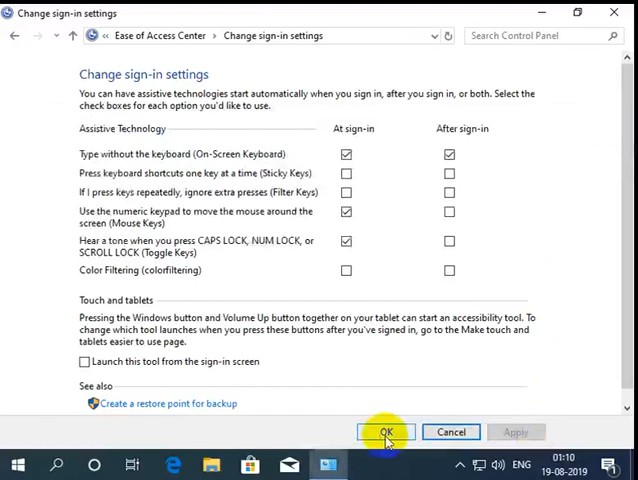 Change sign-in settings
« Ease of Access Center › Change sign-in settings
Search Control Panel
Change sign-in settings
You can have assistive technologies start automatically when you sign in, after you sign in, or both. Select the
check boxes for each option you'd like to use.
Assistive Technology At sign-in After sign-in
Type without the keyboard (On-Screen Keyboard)
Press keyboard shortcuts one key at a time (Sticky Keys)
If I press keys repeatedly, ignore extra presses (Filter Keys)
Use the numeric keypad to move the mouse around the
screen (Mouse Keys)
Hear a tone when you press CAPS LOCK, NUM LOCK, or
SCROLL LOCK (Toggle Keys)
Color Filtering (colorfiltering)
Touch and tablets
Pressing the Windows button and Volume Up button together on your tablet can start an accessibility tool. To
change which tool launches when you press these buttons after you've signed in, go to the Make touch and
tablets easier to use page.
Launch this tool from the sign-in screen
See also
Create a restore point for backup
OK Cancel Apply
ENG
01:10
19-08-2019
1